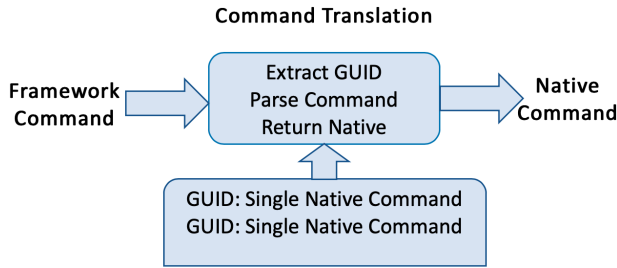 Command Translation
Framework
Command
Extract GUID
Parse Command
Return Native
Native
Command
GUID: Single Native Command
GUID: Single Native Command